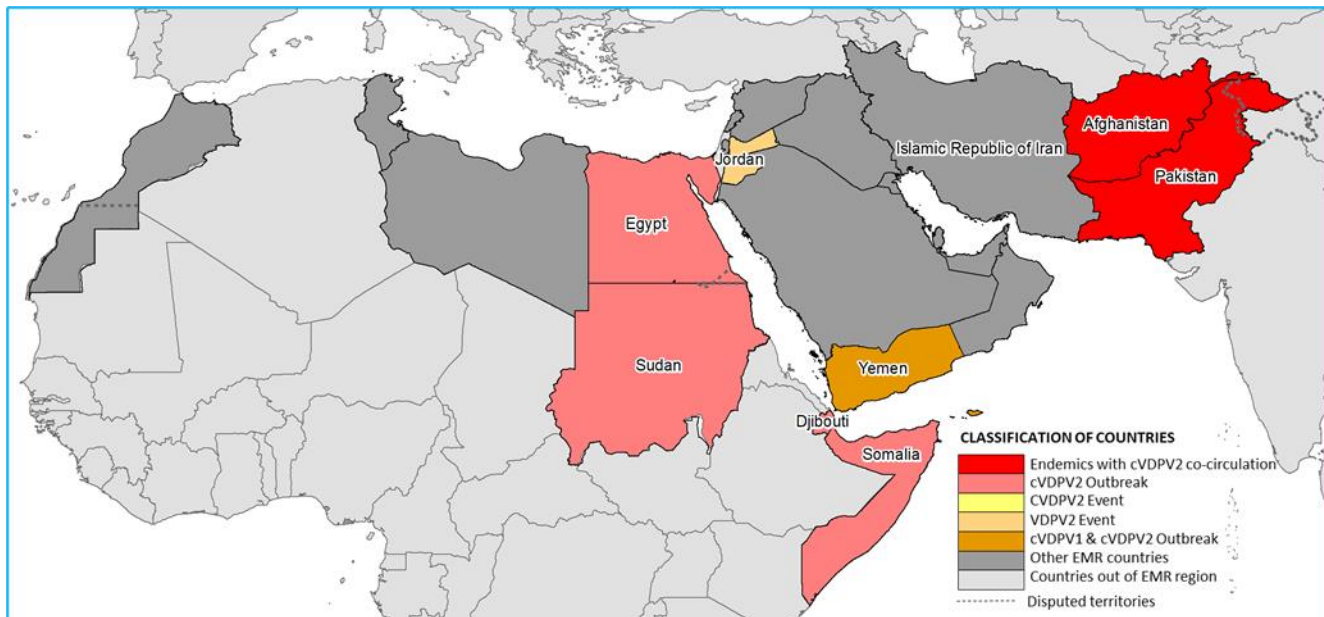 Afghanistan
Islamic Republic of Iran
Jordan
Pakistan
Egypt
Sudan
Yemen
Djibouti
Somalia
CLASSIFICATION OF COUNTRIES
Endemics with cVDPV2 co-circulation
cVDPV2 Outbreak
CVDPV2 Event
VDPV2 Event
cVDPV1 & cVDPV2 Outbreak
Other EMR countries
Countries out of EMR region
Disputed territories